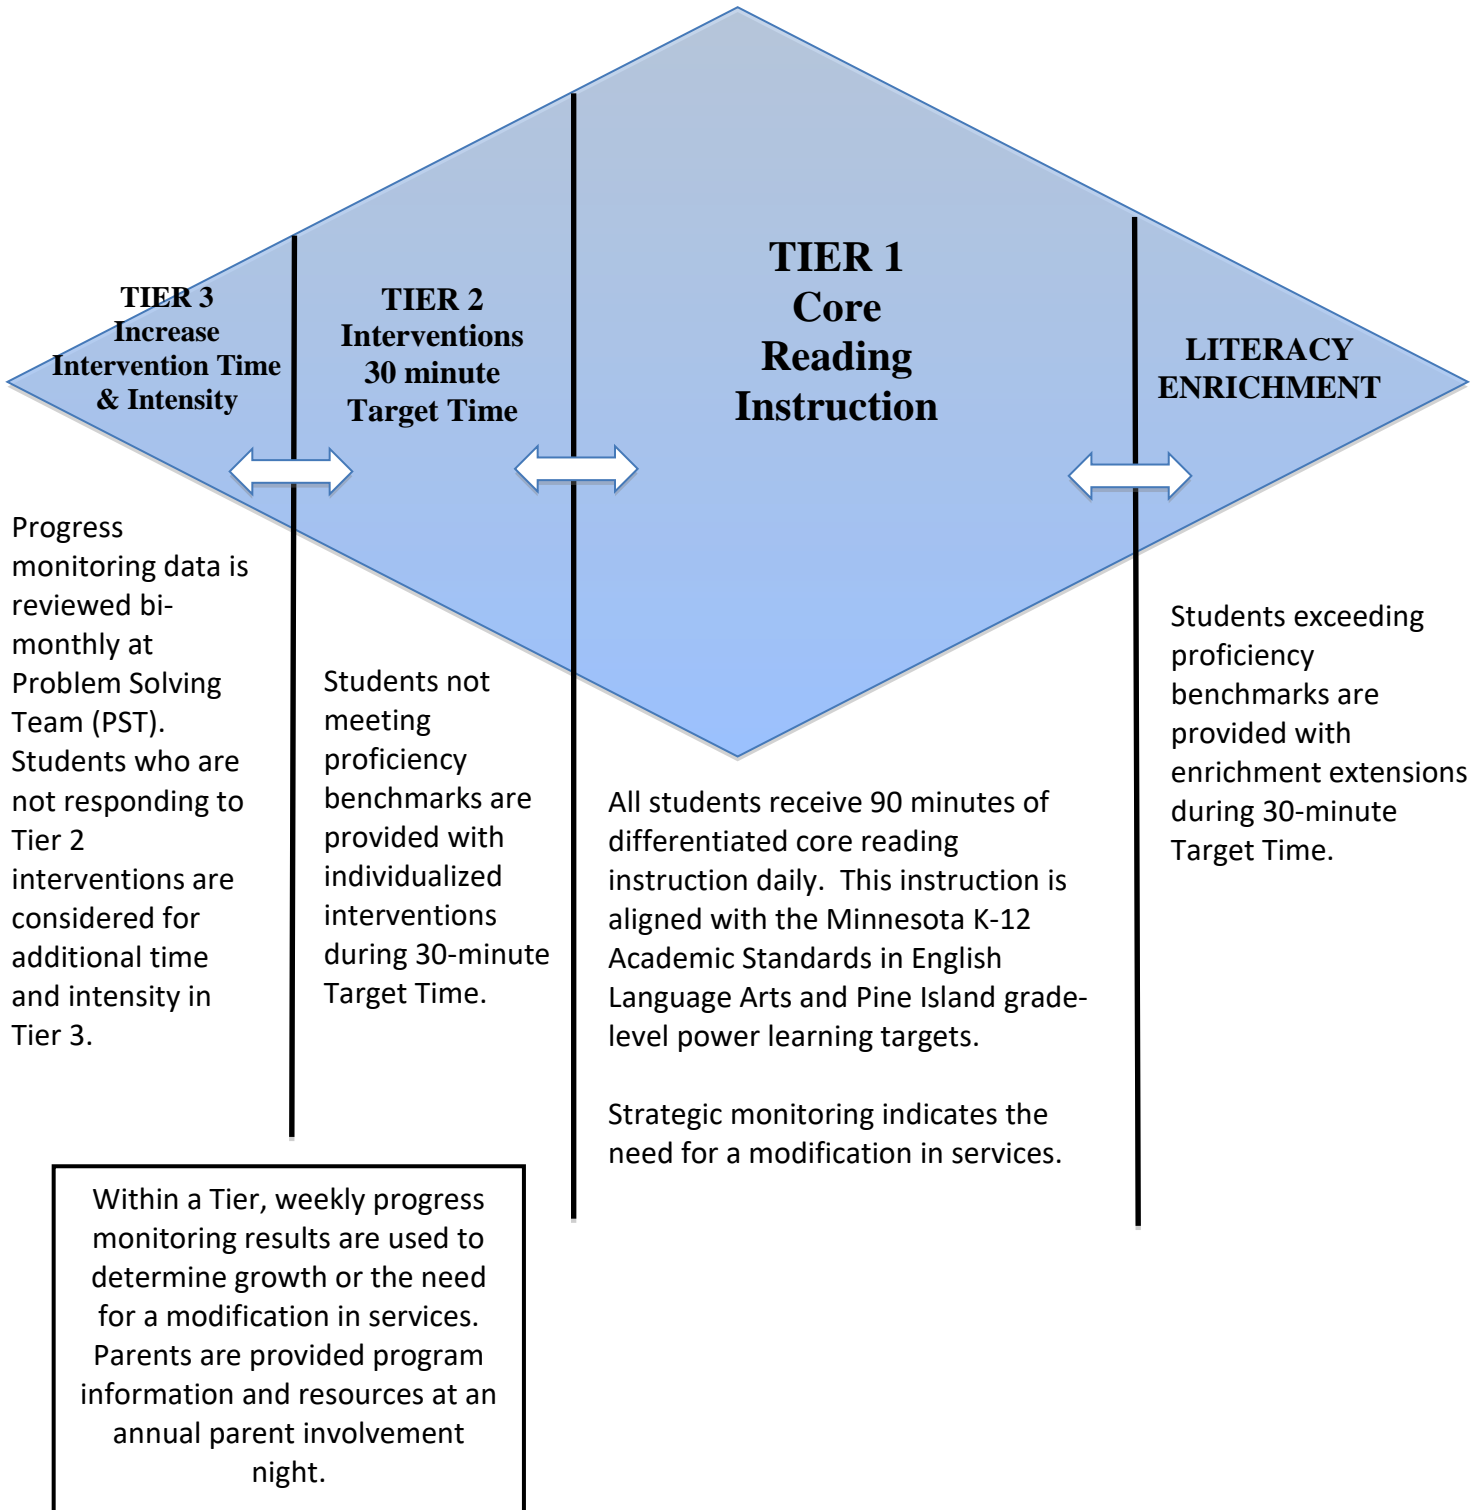 TIER 3
Increase
Intervention Time
& Intensity
TIER 2
Interventions
30 minute
Target Time
TIER 1
Core
Reading
Instruction
LITERACY
ENRICHMENT
Progress
monitoring data is
reviewed bi-
monthly at
Problem Solving
Team (PST).
Students who are
not responding to
Tier 2
interventions are
considered for
additional time
and intensity in
Tier 3.
Students not
meeting
proficiency
benchmarks are
provided with
individualized
interventions
during 30-minute
Target Time.
All students receive 90 minutes of
differentiated core reading
instruction daily.  This instruction is
aligned with the Minnesota K-12
Academic Standards in English
Language Arts and Pine Island grade-
level power learning targets.
Strategic monitoring indicates the
need for a modification in services.
Students exceeding
proficiency
benchmarks are
provided with
enrichment extensions
during 30-minute
Target Time.
Within a Tier, weekly progress
monitoring results are used to
determine growth or the need
for a modification in services.
Parents are provided program
information and resources at an
annual parent involvement
night.